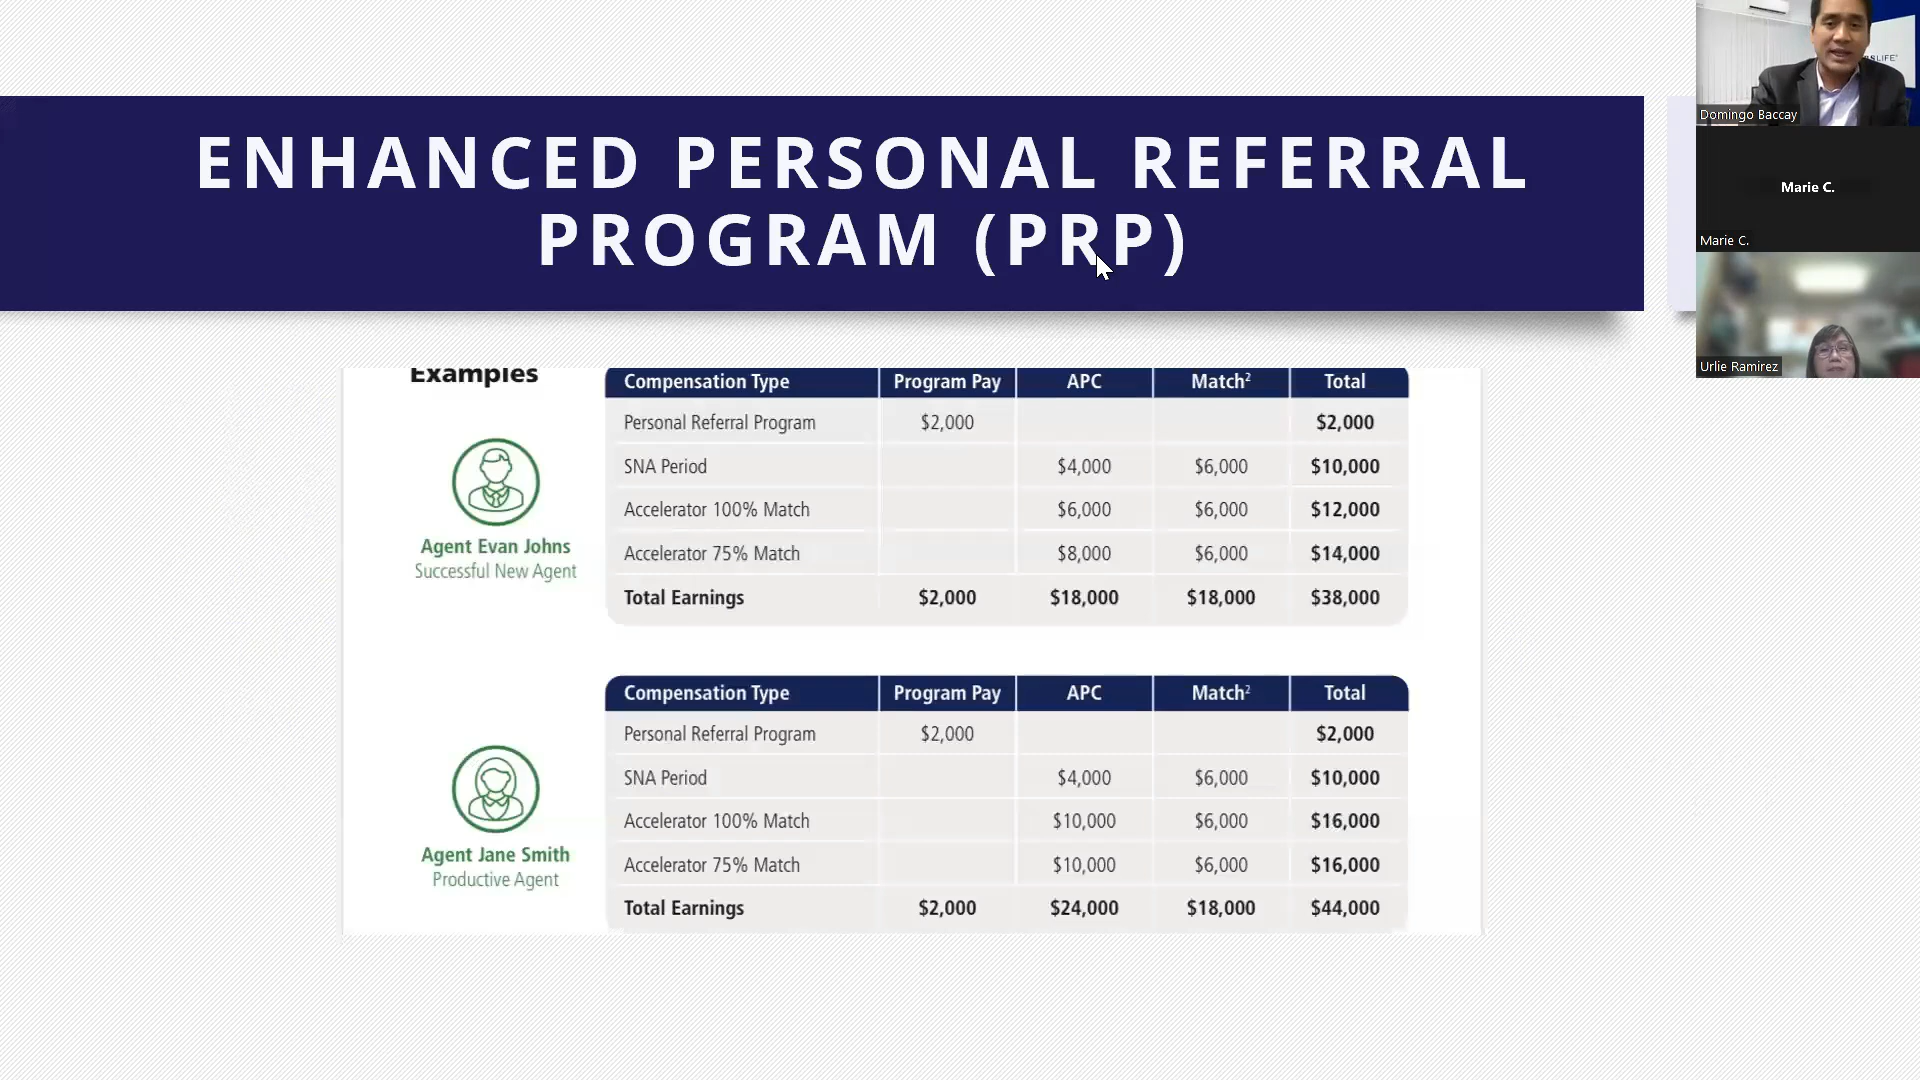 ENHANCED PERSONAL REFERRAL
PROGRAM (PRP)
Examples
Compensation Type Program Pay APC Match² Total
Personal Referral Program $2,000 $2,000
SNA Period $4,000 $6,000 $10,000
Accelerator 100% Match $6,000 $6,000 $12,000
Accelerator 75% Match $8,000 $6,000 $14,000
Total Earnings $2,000 $18,000 $18,000 $38,000
Agent Evan Johns
Successful New Agent
Compensation Type Program Pay APC Match² Total
Personal Referral Program $2,000 $2,000
SNA Period $4,000 $6,000 $10,000
Accelerator 100% Match $10,000 $6,000 $16,000
Accelerator 75% Match $10,000 $6,000 $16,000
Total Earnings $2,000 $24,000 $18,000 $44,000
Agent Jane Smith
Productive Agent
Domingo Baccay
Marie C.
Marie C.
Urlie Ramirez